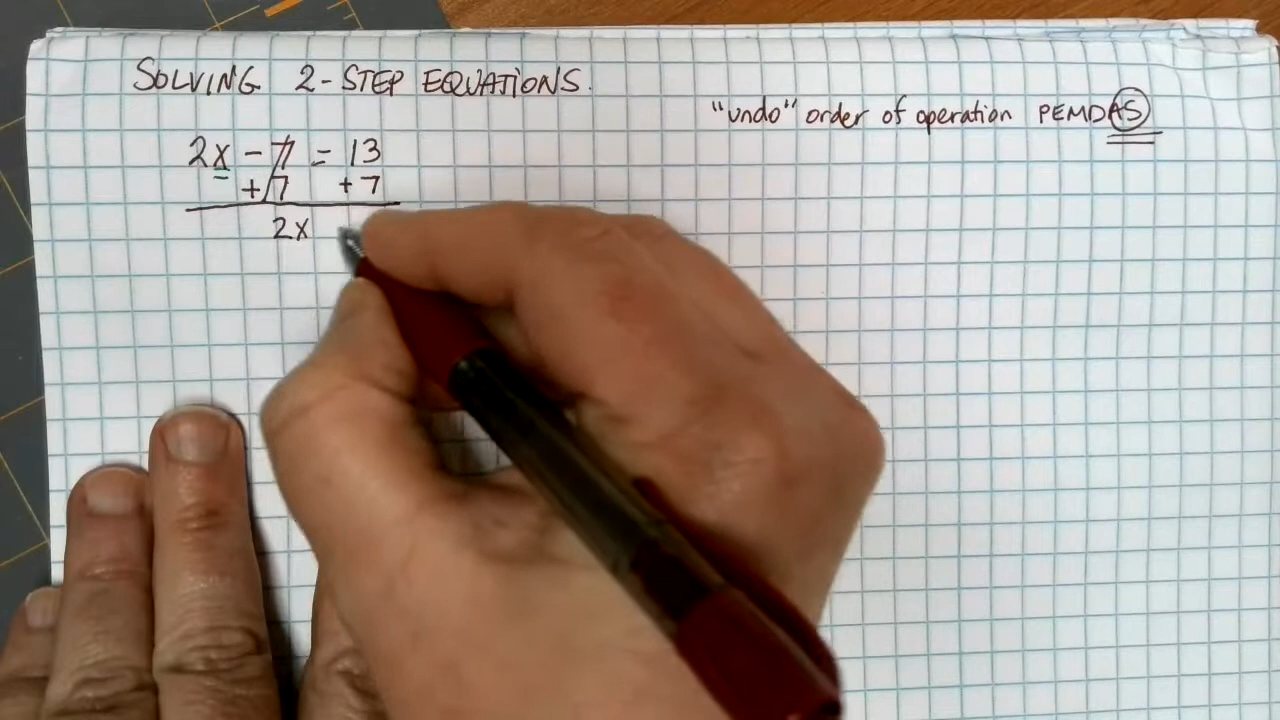 SOLVING 2-STEP EQUATIONS.
"undo" order of operation PEMDAS
2x - 7 = 13
+ 7 + 7
2x